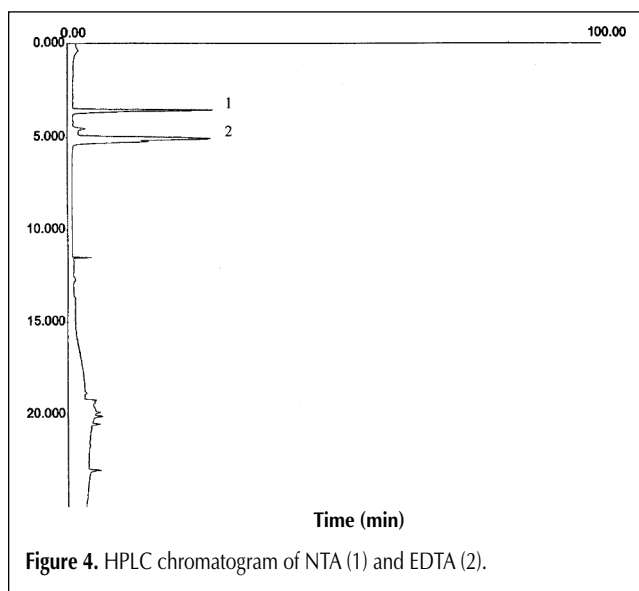 0.000 0.00 100.00
1
2
5.000
10.000
15.000
20.000
Time (min)
Figure 4. HPLC chromatogram of NTA (1) and EDTA (2).